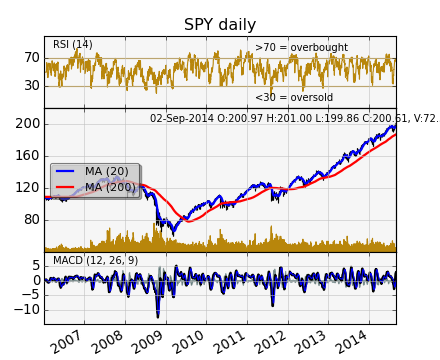 SPY daily
RSI (14)
>70 = overbought
70
30
<30 = oversold
02-Sep-2014 O:200.97 H:201.00 L:199.86 C:200.61, V:72.
200
160
120
80
MA (20)
MA (200)
MACD (12, 26, 9)
5
0
−5
−10
2007
2008
2009
2010
2011
2012
2013
2014